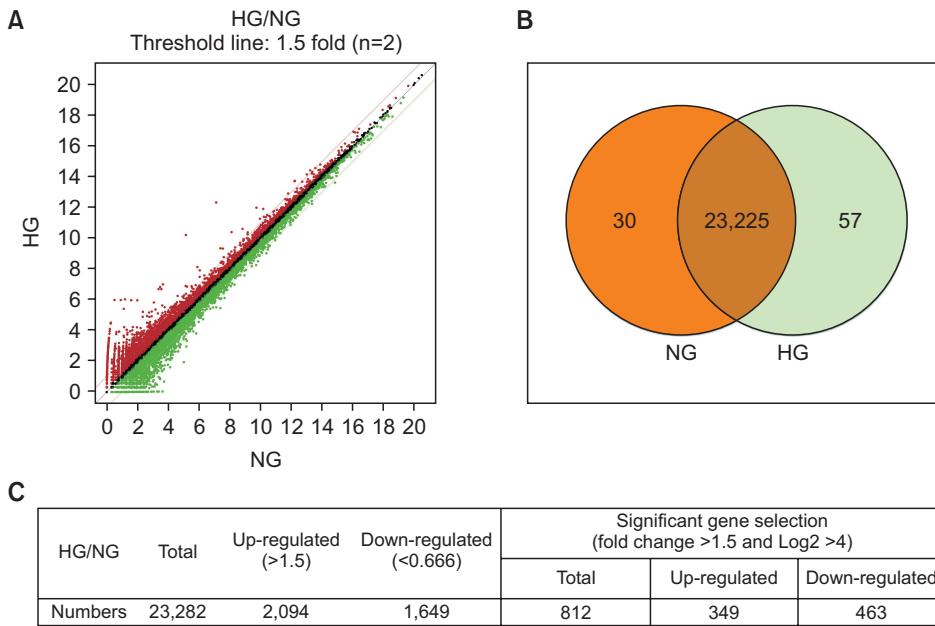 A
HG/NG
Threshold line: 1.5 fold (n=2)
20
18
16
14
12
10
8
6
4
2
0
HG
0 2 4 6 8 10 12 14 16 18 20
NG
B
30 23,225 57
NG HG
C
HG/NG Total Up-regulated (>1.5) Down-regulated (<0.666) Significant gene selection (fold change >1.5 and Log2 >4)
Total Up-regulated Down-regulated
Numbers 23,282 2,094 1,649 812 349 463